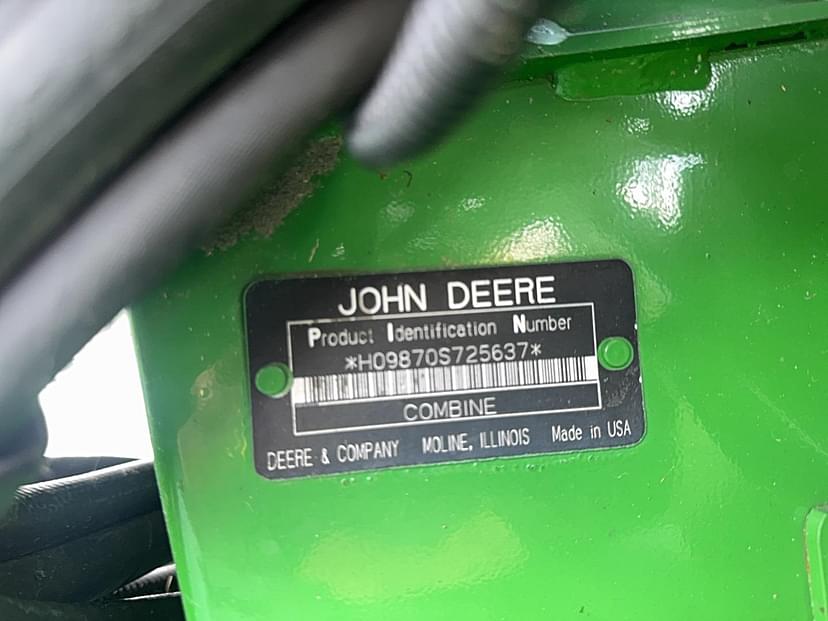 JOHN DEERE
Product Identification Number
*H09870S725637*
COMBINE
DEERE & COMPANY MOLINE, ILLINOIS Made in USA